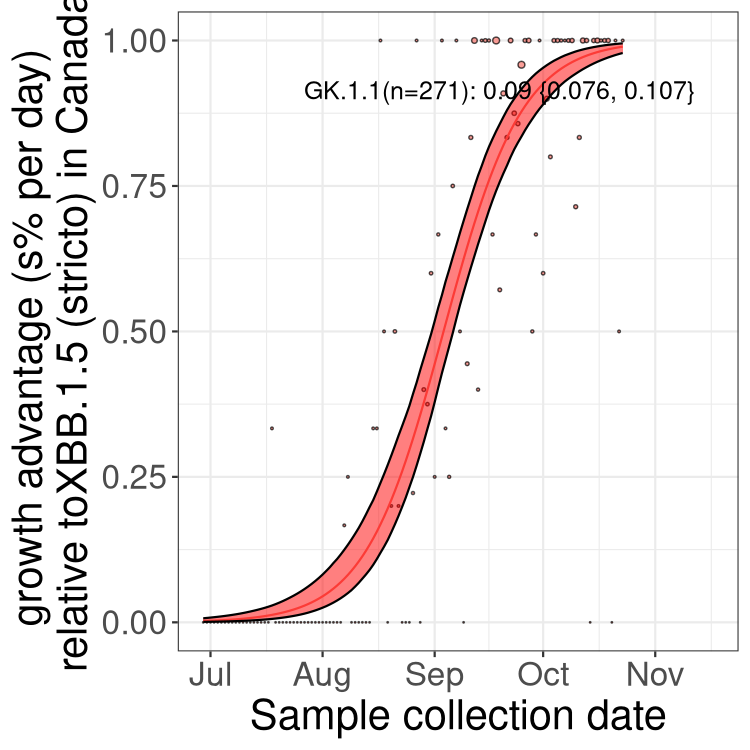 growth advantage (s% per day)
relative toXBB.1.5 (stricto) in Canada
1.00
0.75
0.50
0.25
0.00
GK.1.1(n=271): 0.09 {0.076, 0.107}
Jul Aug Sep Oct Nov
Sample collection date